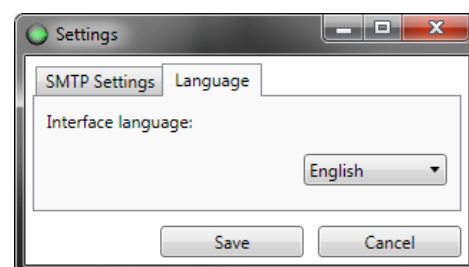 Settings
SMTP Settings Language
Interface language:
English
Save Cancel